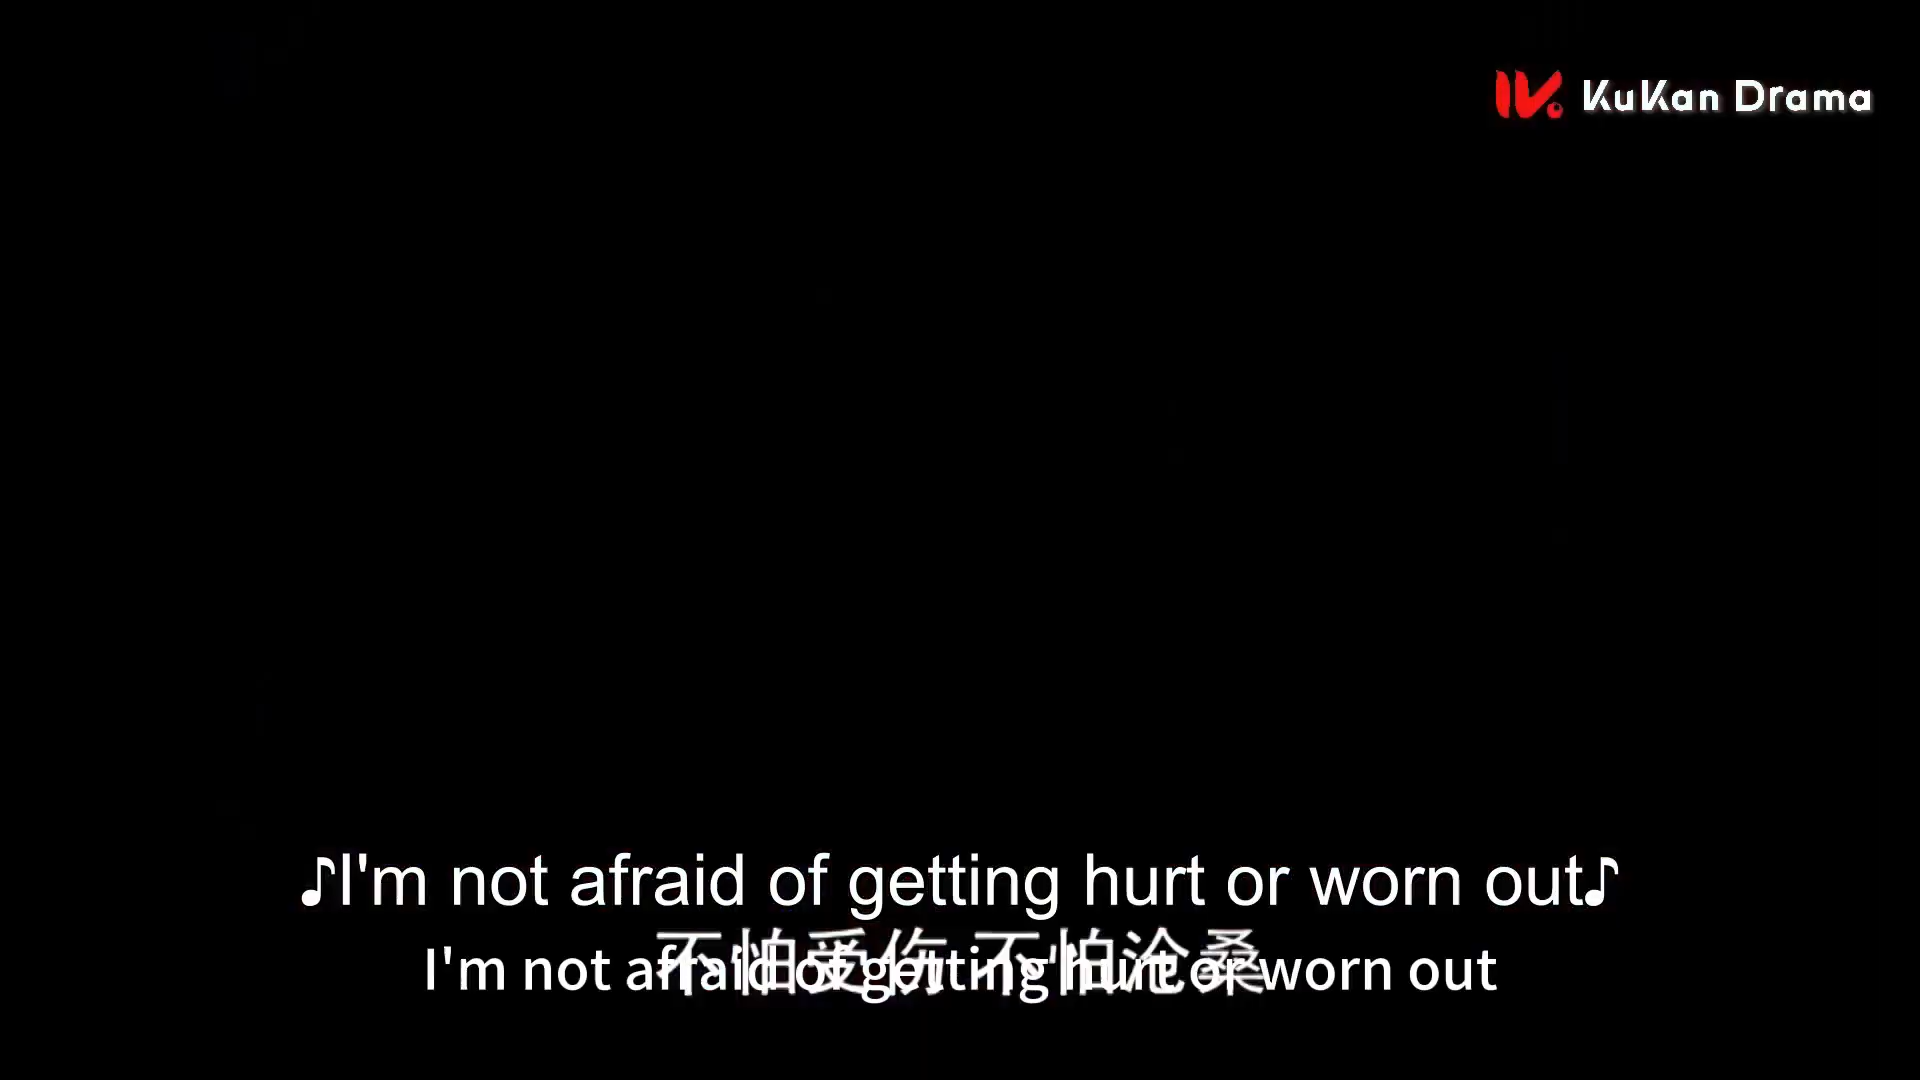 KuKan Drama
♪I'm not afraid of getting hurt or worn out♪
不怕受伤 不怕沧桑
I'm not afraid of getting hurt or worn out